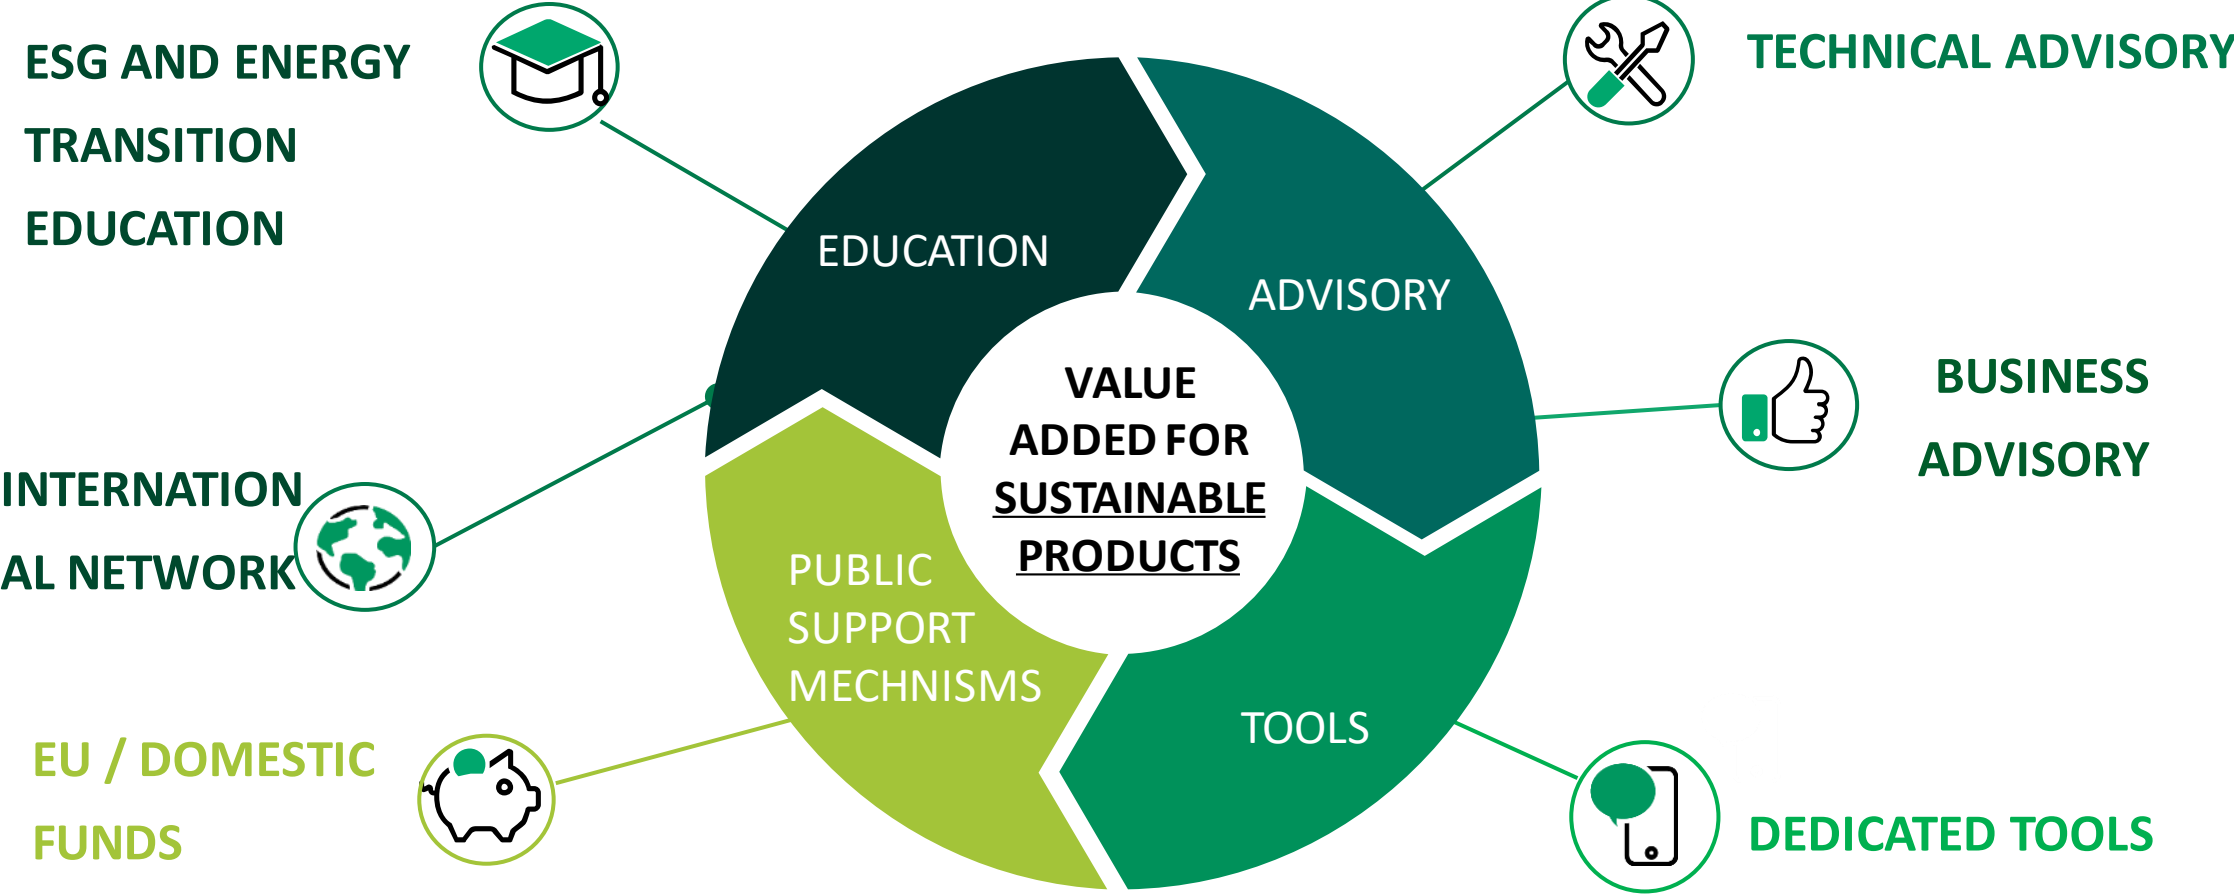 ESG AND ENERGY
TRANSITION
EDUCATION
TECHNICAL ADVISORY
EDUCATION
ADVISORY
VALUE
ADDED FOR
SUSTAINABLE
PRODUCTS
BUSINESS
ADVISORY
INTERNATION
AL NETWORK
PUBLIC
SUPPORT
MECHNISMS
TOOLS
EU / DOMESTIC
FUNDS
DEDICATED TOOLS